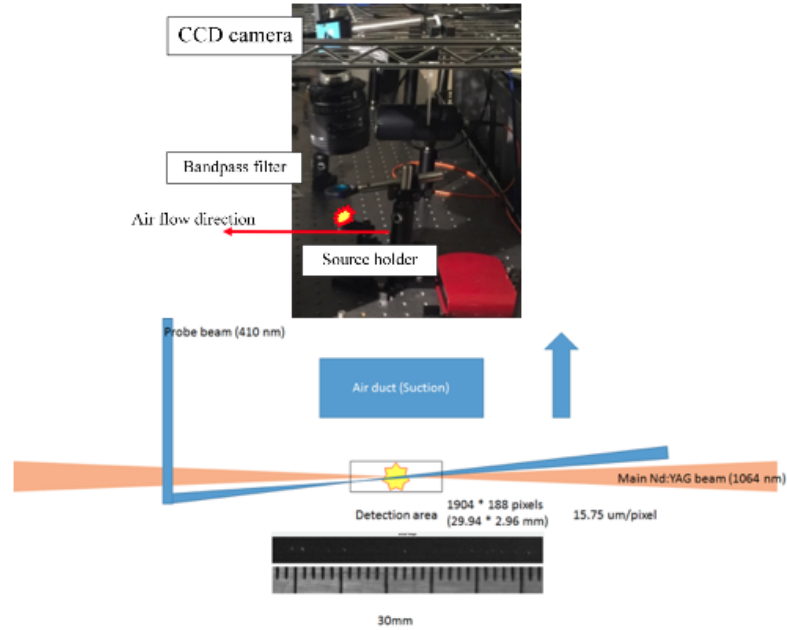 CCD camera
Bandpass filter
Air flow direction
Source holder
Probe beam (410 nm)
Air duct (Suction)
Main Nd:YAG beam (1064 nm)
Detection area
1904 * 188 pixels
(29.94 * 2.96 mm)
15.75 um/pixel
30mm